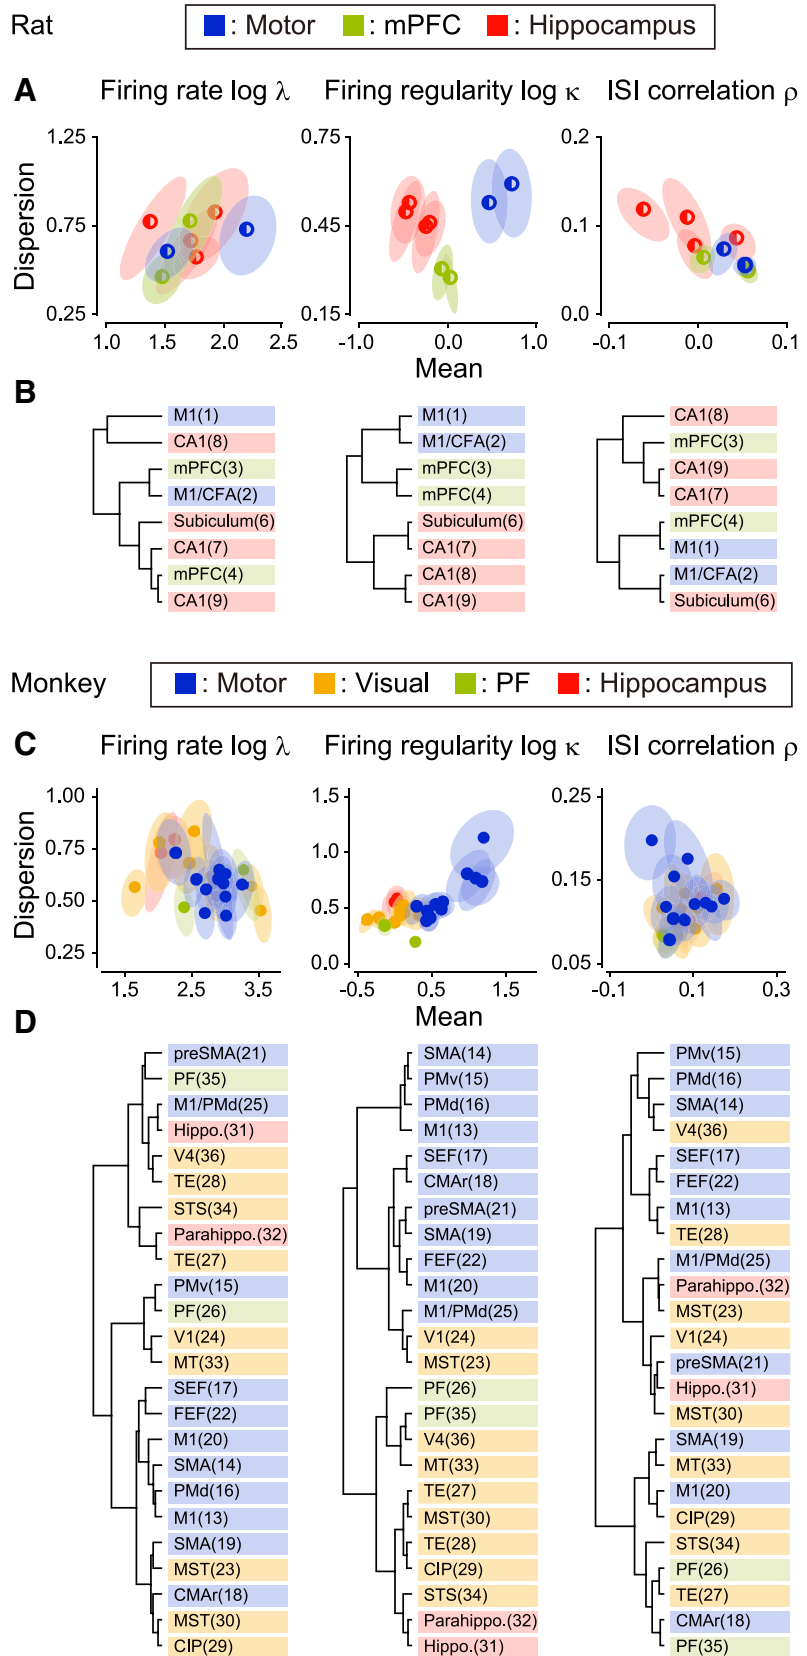 Rat
: Motor : mPFC : Hippocampus
A
Firing rate log λ
Firing regularity log κ
ISI correlation ρ
Dispersion
1.25
0.75
0.25
1.0 1.5 2.0 2.5
0.75
0.45
0.15
-1.0 0.0 1.0
0.2
0.1
0.0
-0.1 0.0 0.1
Mean
B
M1(1)
CA1(8)
mPFC(3)
M1/CFA(2)
Subiculum(6)
CA1(7)
mPFC(4)
CA1(9)
M1(1)
M1/CFA(2)
mPFC(3)
mPFC(4)
Subiculum(6)
CA1(7)
CA1(8)
CA1(9)
CA1(8)
mPFC(3)
CA1(9)
CA1(7)
mPFC(4)
M1(1)
M1/CFA(2)
Subiculum(6)
Monkey
: Motor : Visual : PF : Hippocampus
C
Firing rate log λ
Firing regularity log κ
ISI correlation ρ
Dispersion
1.00
0.75
0.50
0.25
1.5 2.5 3.5
1.5
1.0
0.5
0.0
-0.5 0.5 1.5
0.25
0.15
0.05
-0.1 0.1 0.3
Mean
D
preSMA(21)
PF(35)
M1/PMd(25)
Hippo.(31)
V4(36)
TE(28)
STS(34)
Parahippo.(32)
TE(27)
PMv(15)
PF(26)
V1(24)
MT(33)
SEF(17)
FEF(22)
M1(20)
SMA(14)
PMd(16)
M1(13)
SMA(19)
MST(23)
CMAr(18)
MST(30)
CIP(29)
SMA(14)
PMv(15)
PMd(16)
M1(13)
SEF(17)
CMAr(18)
preSMA(21)
SMA(19)
FEF(22)
M1(20)
M1/PMd(25)
V1(24)
MST(23)
PF(26)
PF(35)
V4(36)
MT(33)
TE(27)
MST(30)
TE(28)
CIP(29)
STS(34)
Parahippo.(32)
Hippo.(31)
PMv(15)
PMd(16)
SMA(14)
V4(36)
SEF(17)
FEF(22)
M1(13)
TE(28)
M1/PMd(25)
Parahippo.(32)
MST(23)
V1(24)
preSMA(21)
Hippo.(31)
MST(30)
SMA(19)
MT(33)
M1(20)
CIP(29)
STS(34)
PF(26)
TE(27)
CMAr(18)
PF(35)